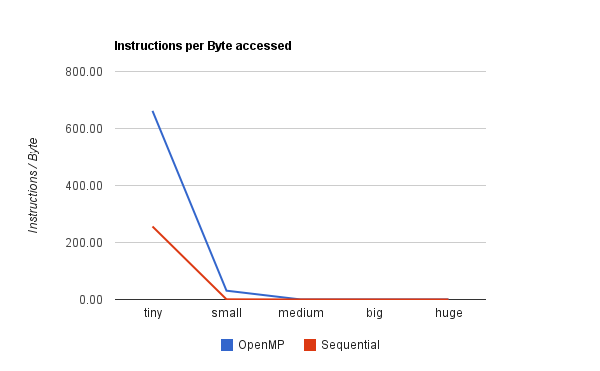 Instructions per Byte accessed
800.00
600.00
400.00
200.00
0.00
Instructions / Byte
tiny small medium big huge
OpenMP Sequential